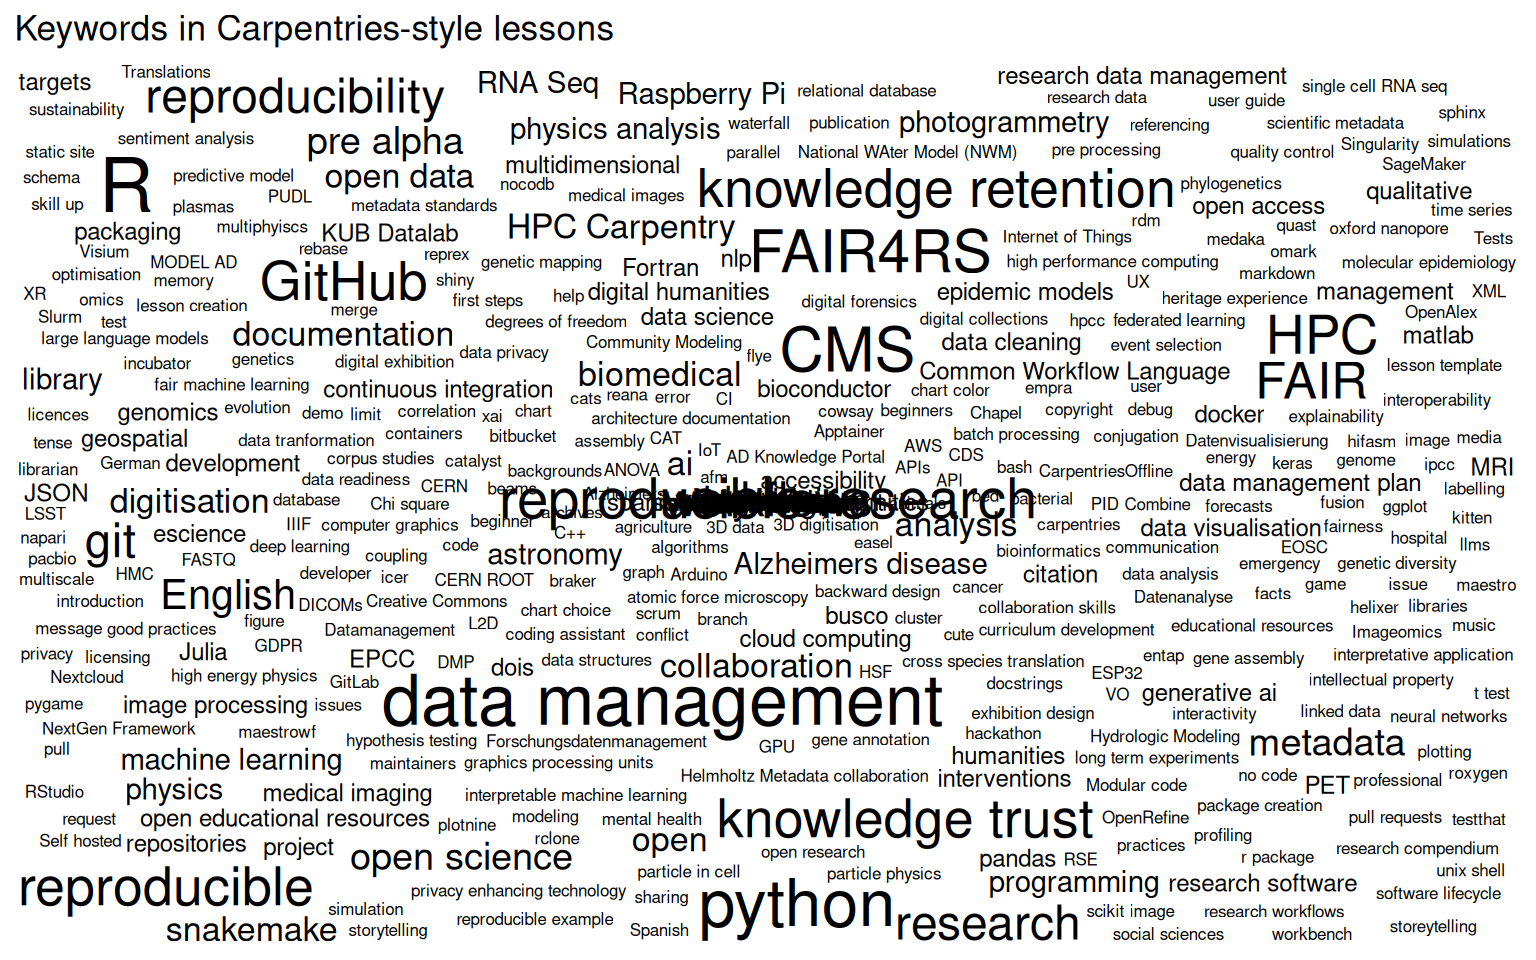 Keywords in Carpentries-style lessons
targets Translations reproducibility RNA Seq Raspberry Pi relational database research data management single cell RNA seq
sustainability research data user guide sphinx
sentiment analysis pre alpha physics analysis waterfall publication photogrammetry referencing scientific metadata
static site R predictive model open data multidimensional parallel National WAter Model (NWM) pre processing quality control Singularity simulations
schema nocodb medical images knowledge retention phylogenetics SageMaker qualitative
skill up plasmas PUDL metadata standards open access time series
packaging multiphyiscs KUB Datalab HPC Carpentry rdm quast oxford nanopore
Visium rebase reprex nlp FAIR4RS Internet of Things medaka omark Tests
optimisation MODEL AD GitHub shiny genetic mapping Fortran high performance computing markdown molecular epidemiology
XR omics memory lesson creation merge first steps help digital humanities digital forensics epidemic models UX heritage experience management XML
Slurm test degrees of freedom data science digital collections hpcc federated learning HPC OpenAlex
large language models documentation Community Modeling CMS data cleaning event selection matlab
incubator genetics digital exhibition data privacy flye lesson template
library fair machine learning continuous integration biomedical bioconductor Common Workflow Language FAIR
cats reana error CI chart color empra user interoperability
licences genomics evolution demo limit correlation xai chart architecture documentation cowsay beginners Chapel copyright debug docker explainability
tense geospatial data tranformation containers bitbucket assembly CAT Apptainer batch processing conjugation Datenvisualisierung hifasm image media
librarian German development corpus studies catalyst backgrounds ANOVA ai IoT AD Knowledge Portal AWS CDS APIs bash CarpentriesOffline energy keras genome ipcc MRI
JSON data readiness CERN beams afm accessibility API data management plan labelling
LSST digitisation database Chi square reproducible research bacterial PID Combine forecasts fusion ggplot
napari git escience IIIF computer graphics beginner archives C++ agriculture 3D data 3D digitisation analysis carpentries data visualisation fairness kitten
pacbio FASTQ deep learning coupling code astronomy algorithms easel bioinformatics communication EOSC hospital llms
multiscale HMC developer icer CERN ROOT braker graph Arduino Alzheimers disease citation data analysis emergency genetic diversity
introduction English DICOMs Creative Commons chart choice atomic force microscopy backward design cancer Datenanalyse facts game issue maestro
message good practices figure Datamanagement L2D coding assistant scrum conflict branch busco cluster collaboration skills educational resources helixer libraries
privacy licensing Julia GDPR EPCC DMP dois data structures cloud computing cute curriculum development Imageomics music
Nextcloud high energy physics GitLab collaboration HSF cross species translation entap gene assembly interpretative application
pygame image processing issues data management docstrings ESP32 VO generative ai intellectual property t test
NextGen Framework maestrowf exhibition design interactivity linked data neural networks
pull hypothesis testing Forschungsdatenmanagement GPU gene annotation hackathon Hydrologic Modeling metadata plotting
machine learning maintainers graphics processing units humanities long term experiments
RStudio physics medical imaging interpretable machine learning Helmholtz Metadata collaboration interventions Modular code no code PET professional roxygen
request open educational resources plotnine modeling mental health knowledge trust OpenRefine package creation pull requests testthat
Self hosted repositories project rclone open open research practices profiling research compendium
reproducible open science particle in cell particle physics pandas RSE r package unix shell
privacy enhancing technology sharing programming research software software lifecycle
snakemake simulation storytelling reproducible example Spanish python research scikit image research workflows storeytelling
social sciences workbench